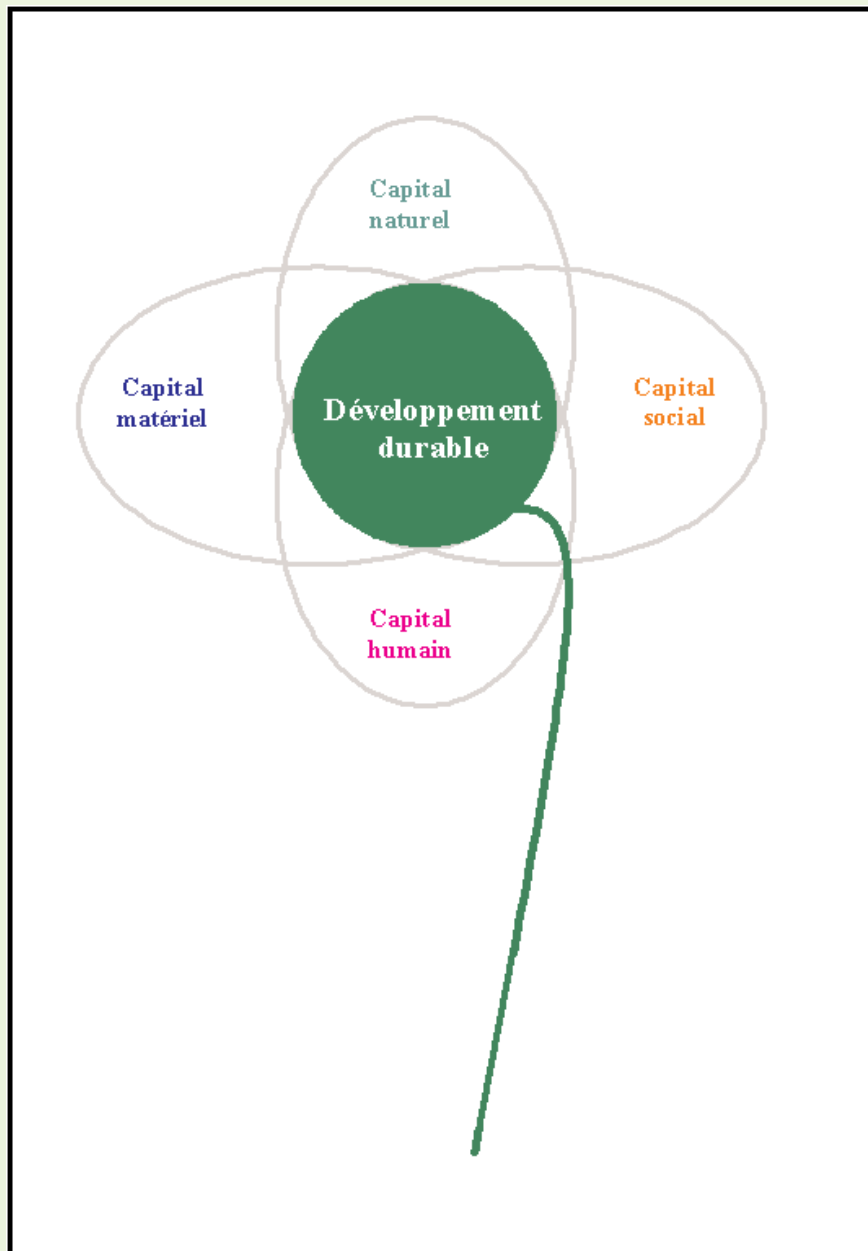 Capital
naturel
Capital
matériel
Développement
durable
Capital
social
Capital
humain